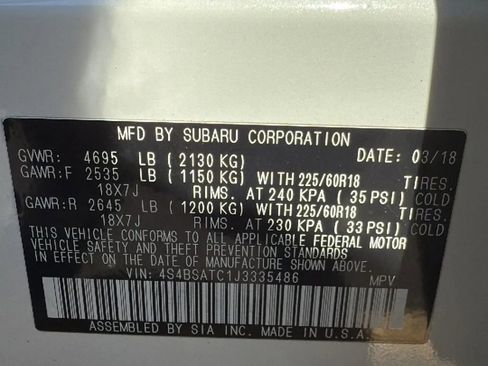 MFD BY SUBARU CORPORATION
GVWR: 4695 LB (2130 KG) DATE: 03/18
GAWR:F 2535 LB (1150 KG) WITH 225/60R18 TIRES.
18X7J RIMS. AT 240 KPA (35 PSI) COLD
GAWR:R 2645 LB (1200 KG) WITH 225/60R18 TIRES.
18X7J RIMS. AT 230 KPA (33 PSI) COLD
THIS VEHICLE CONFORMS TO ALL APPLICABLE FEDERAL MOTOR
VEHICLE SAFETY AND THEFT PREVENTION STANDARDS
IN EFFECT ON THE DATE OF MANUFACTURE SHOWN ABOVE.
VIN: 4S4BSATC1J3335486 MPV
ASSEMBLED BY SIA INC. MADE IN U.S.A.